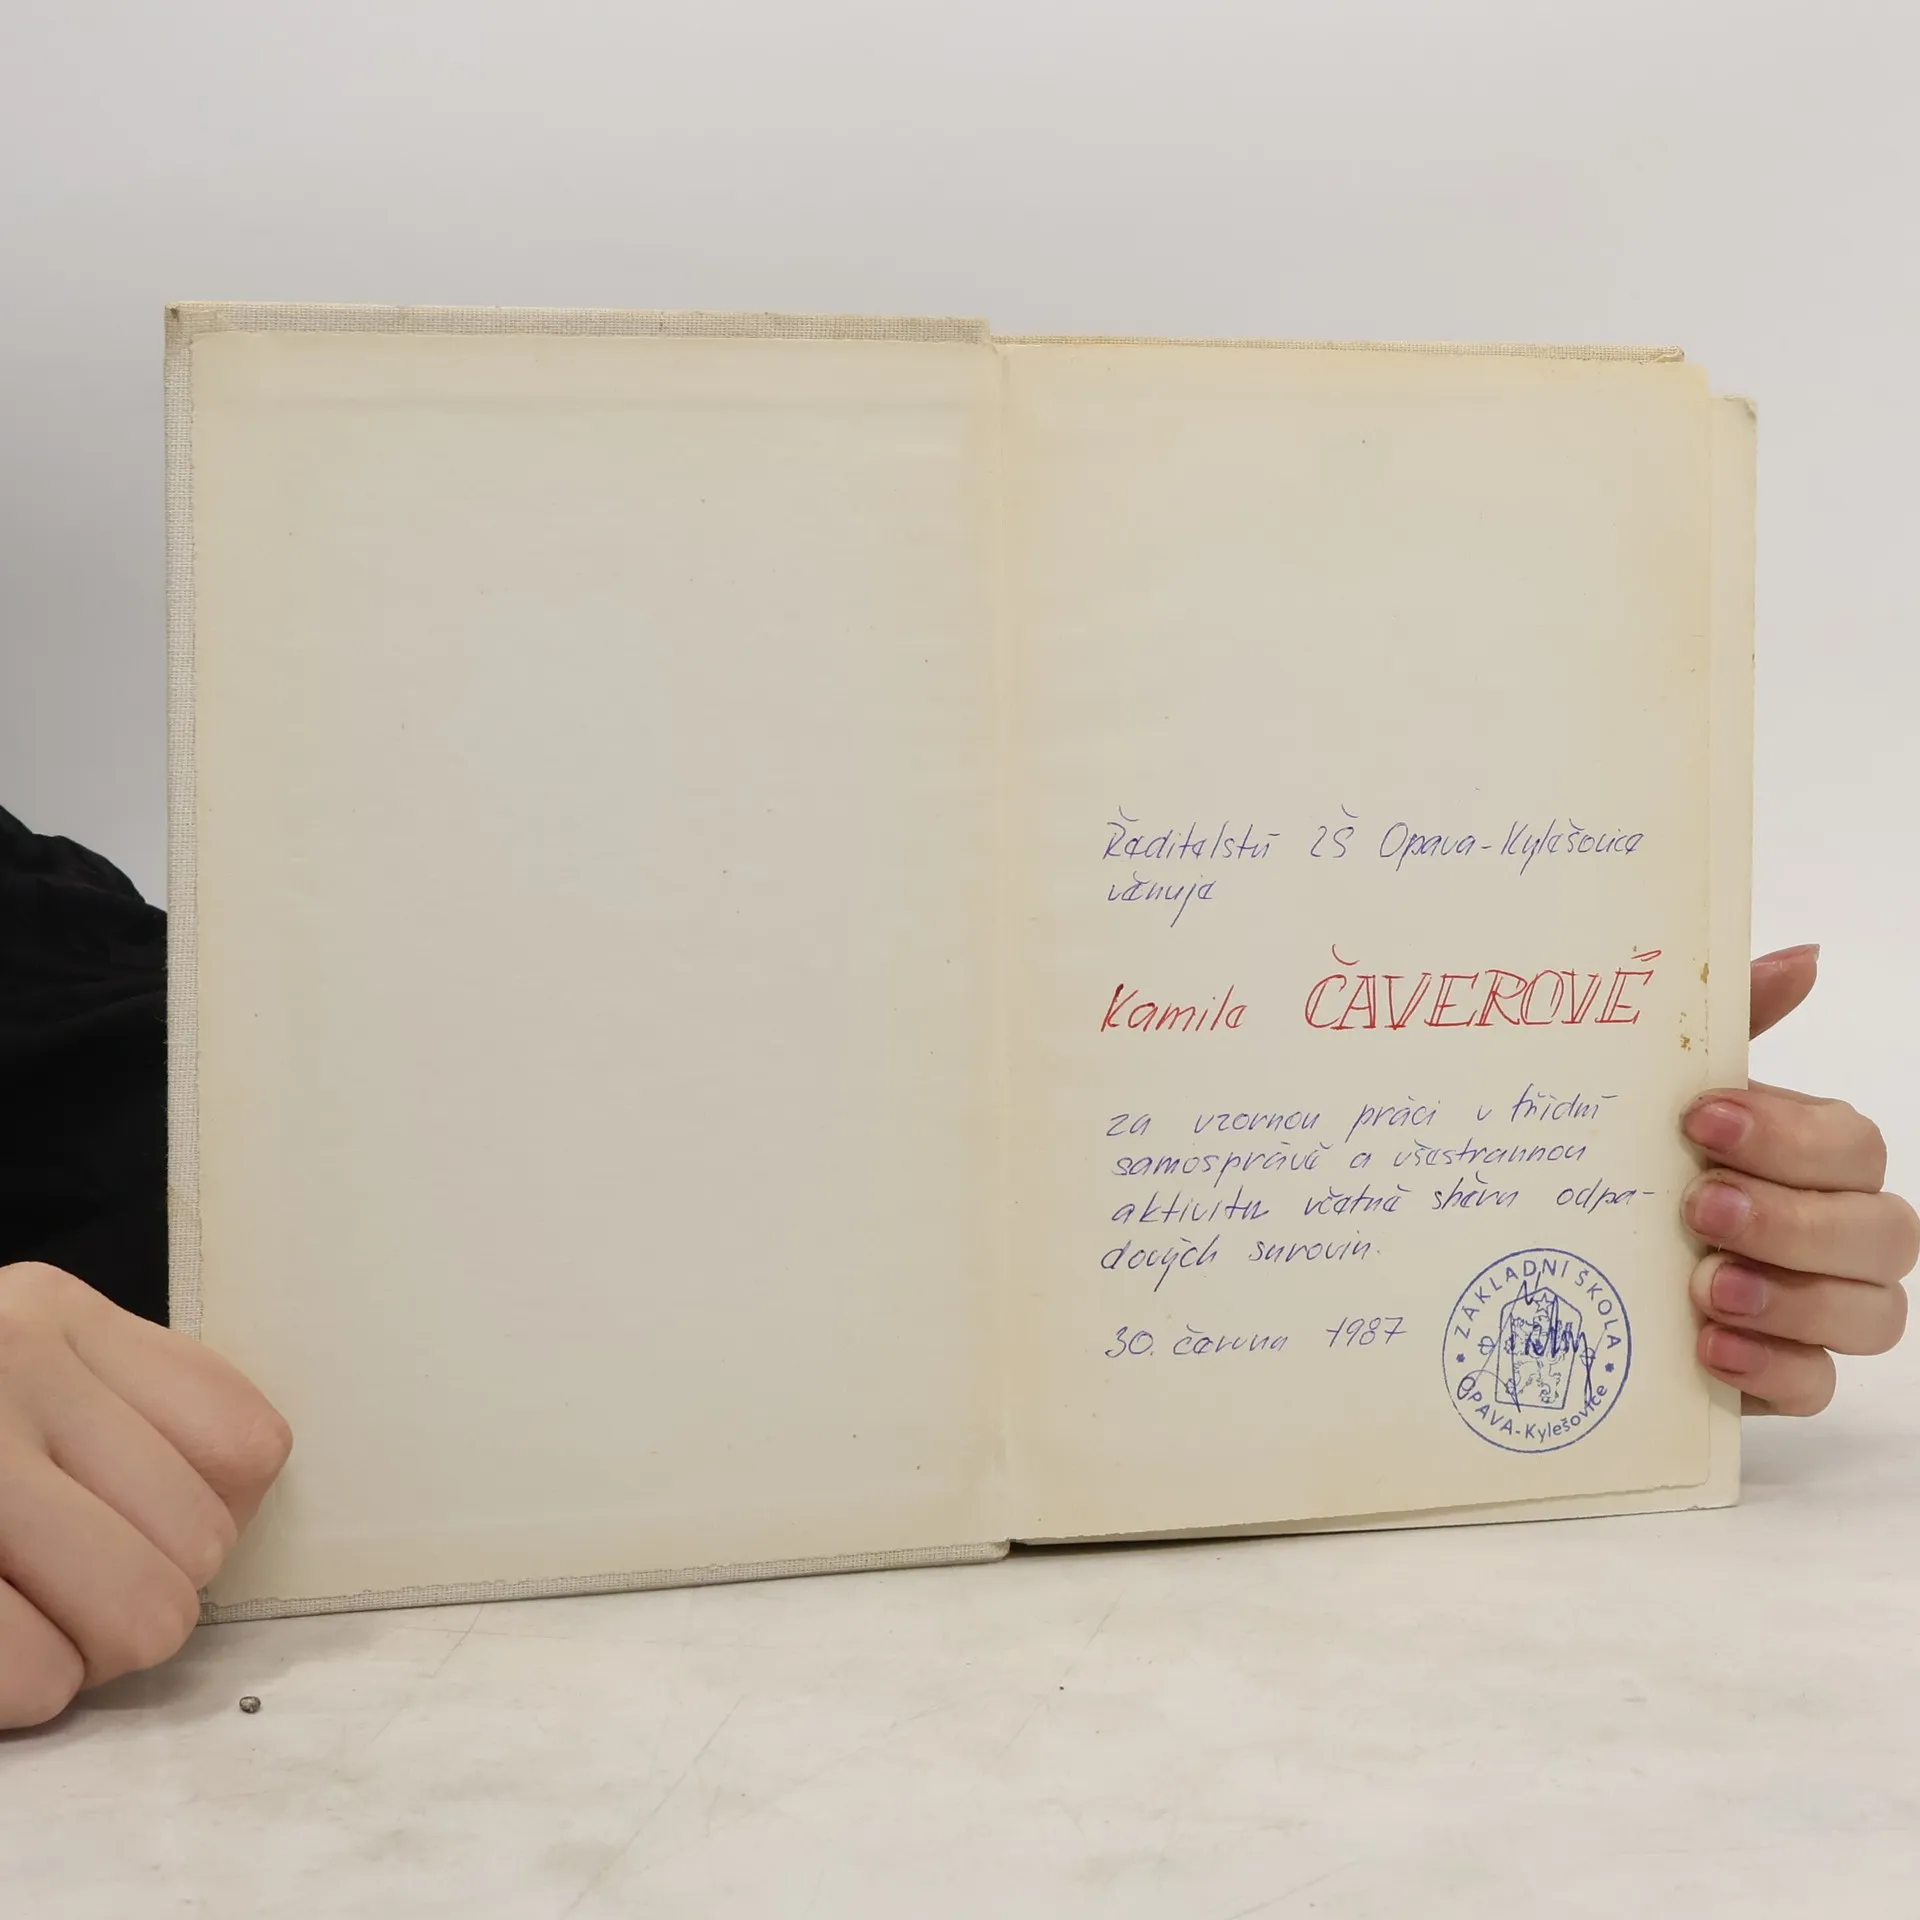 Ředitelství ZŠ Opava-Kylešovice
věnuje
Kamile ČAVEROVÉ
za vzornou práci v třídní
samosprávě a všestrannou
aktivitu včetně sběru odpa-
dových surovin.
30. června 1987
ZÁKLADNÍ ŠKOLA
OPAVA-Kylešovice